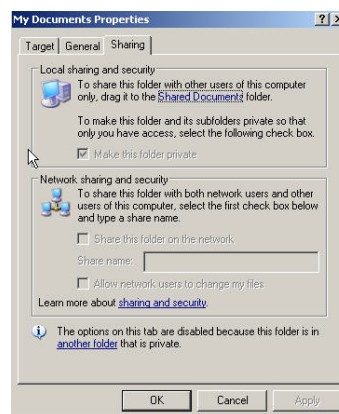 My Documents Properties
Target General Sharing
Local sharing and security
To share this folder with other users of this computer
only, drag it to the Shared Documents folder.
To make this folder and its subfolders private so that
only you have access, select the following check box.
Make this folder private
Network sharing and security
To share this folder with both network users and other
users of this computer, select the first check box below
and type a share name.
Share this folder on the network
Share name:
Allow network users to change my files
Learn more about sharing and security.
The options on this tab are disabled because this folder is in
another folder that is private.
OK Cancel Apply